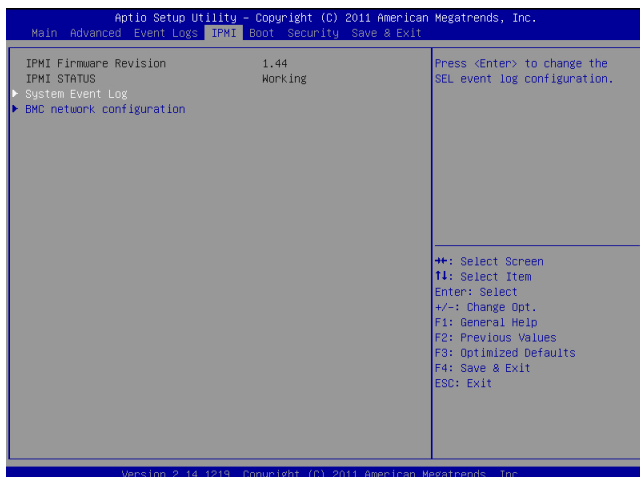 Aptio Setup Utility – Copyright (C) 2011 American Megatrends, Inc.
Main Advanced Event Logs IPMI Boot Security Save & Exit
IPMI Firmware Revision 1.44
IPMI STATUS Working
▶ System Event Log
▶ BMC network configuration
Press <Enter> to change the
SEL event log configuration.
→←: Select Screen
↑↓: Select Item
Enter: Select
+/-: Change Opt.
F1: General Help
F2: Previous Values
F3: Optimized Defaults
F4: Save & Exit
ESC: Exit
Version 2.14.1219. Copyright (C) 2011 American Megatrends, Inc.